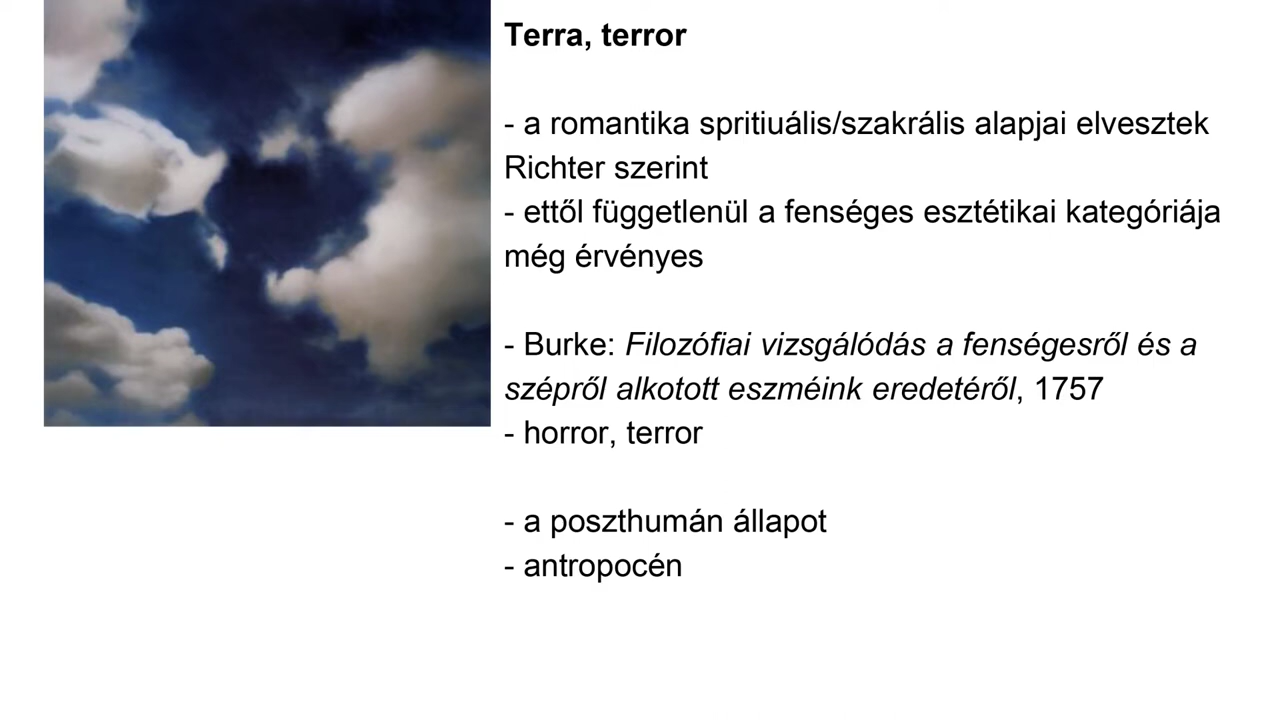 Terra, terror
- a romantika spritiuális/szakrális alapjai elvesztek
Richter szerint
- ettől függetlenül a fenséges esztétikai kategóriája
még érvényes
- Burke: Filozófiai vizsgálódás a fenségesről és a
szépről alkotott eszméink eredetéről, 1757
- horror, terror
- a poszthumán állapot
- antropocén